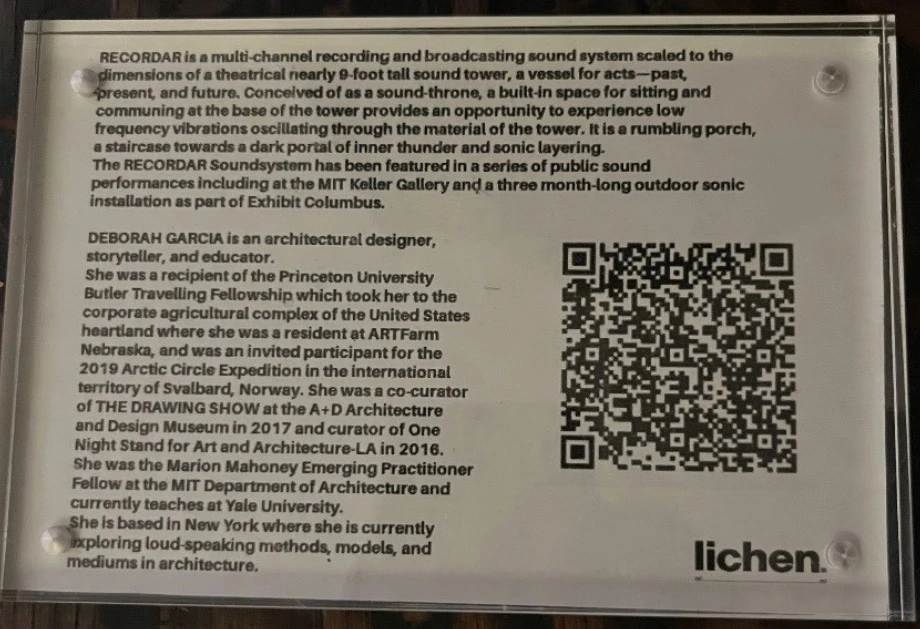 RECORDAR is a multi-channel recording and broadcasting sound system scaled to the
dimensions of a theatrical nearly 9-foot tall sound tower, a vessel for acts—past,
present, and future. Conceived of as a sound-throne, a built-in space for sitting and
communing at the base of the tower provides an opportunity to experience low
frequency vibrations oscillating through the material of the tower. It is a rumbling porch,
a staircase towards a dark portal of inner thunder and sonic layering.
The RECORDAR Soundsystem has been featured in a series of public sound
performances including at the MIT Keller Gallery and a three month-long outdoor sonic
installation as part of Exhibit Columbus.
DEBORAH GARCIA is an architectural designer,
storyteller, and educator.
She was a recipient of the Princeton University
Butler Travelling Fellowship which took her to the
corporate agricultural complex of the United States
heartland where she was a resident at ARTFarm
Nebraska, and was an invited participant for the
2019 Arctic Circle Expedition in the international
territory of Svalbard, Norway. She was a co-curator
of THE DRAWING SHOW at the A+D Architecture
and Design Museum in 2017 and curator of One
Night Stand for Art and Architecture-LA in 2016.
She was the Marion Mahoney Emerging Practitioner
Fellow at the MIT Department of Architecture and
currently teaches at Yale University.
She is based in New York where she is currently
exploring loud-speaking methods, models, and
mediums in architecture.
lichen.